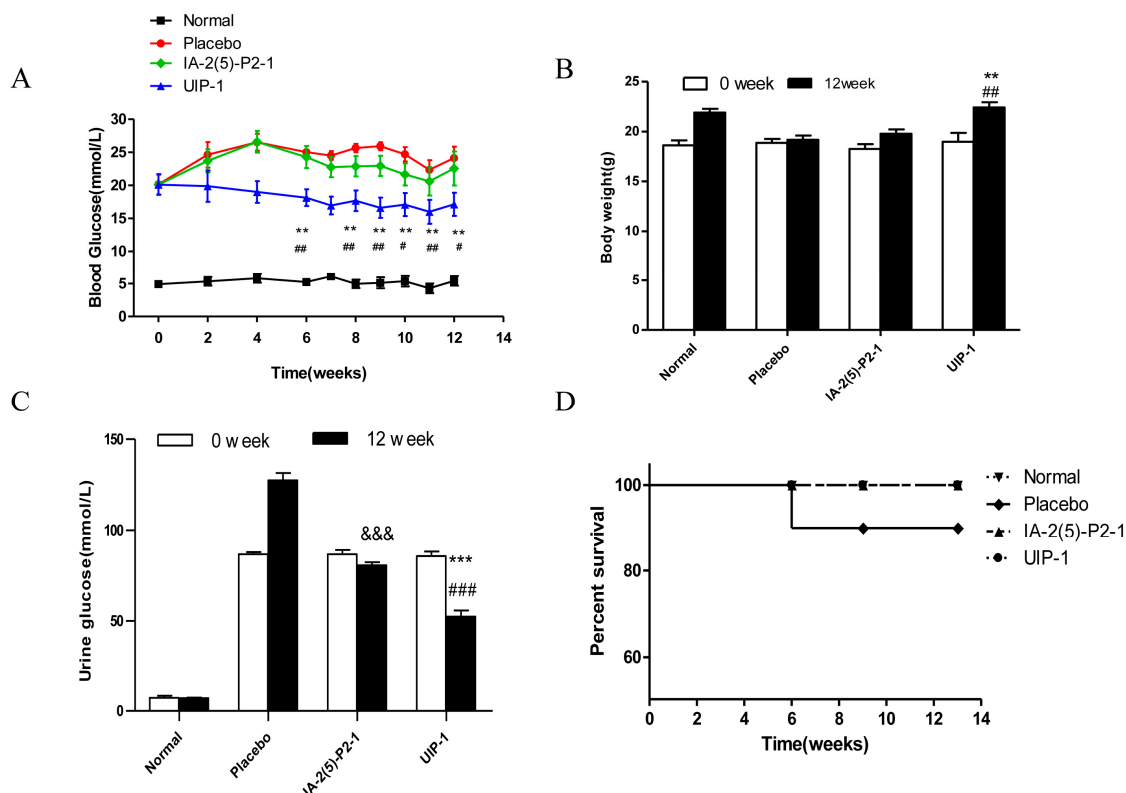 Normal
Placebo
IA-2(5)-P2-1
UIP-1
A
Blood Glucose(mmol/L)
30
25
20
15
10
5
0
** ** ** ** ** **
## ## ## # ## #
0 2 4 6 8 10 12 14
Time(weeks)
B
0 week 12week
Body weight(g)
25
20
15
10
5
0
**
##
Normal Placebo IA-2(5)-P2-1 UIP-1
C
0 week 12 week
Urine glucose(mmol/L)
150
100
50
0
&&&
***
###
Normal Placebo IA-2(5)-P2-1 UIP-1
D
Percent survival
100
80
60
0 2 4 6 8 10 12 14
Time(weeks)
Normal
Placebo
IA-2(5)-P2-1
UIP-1